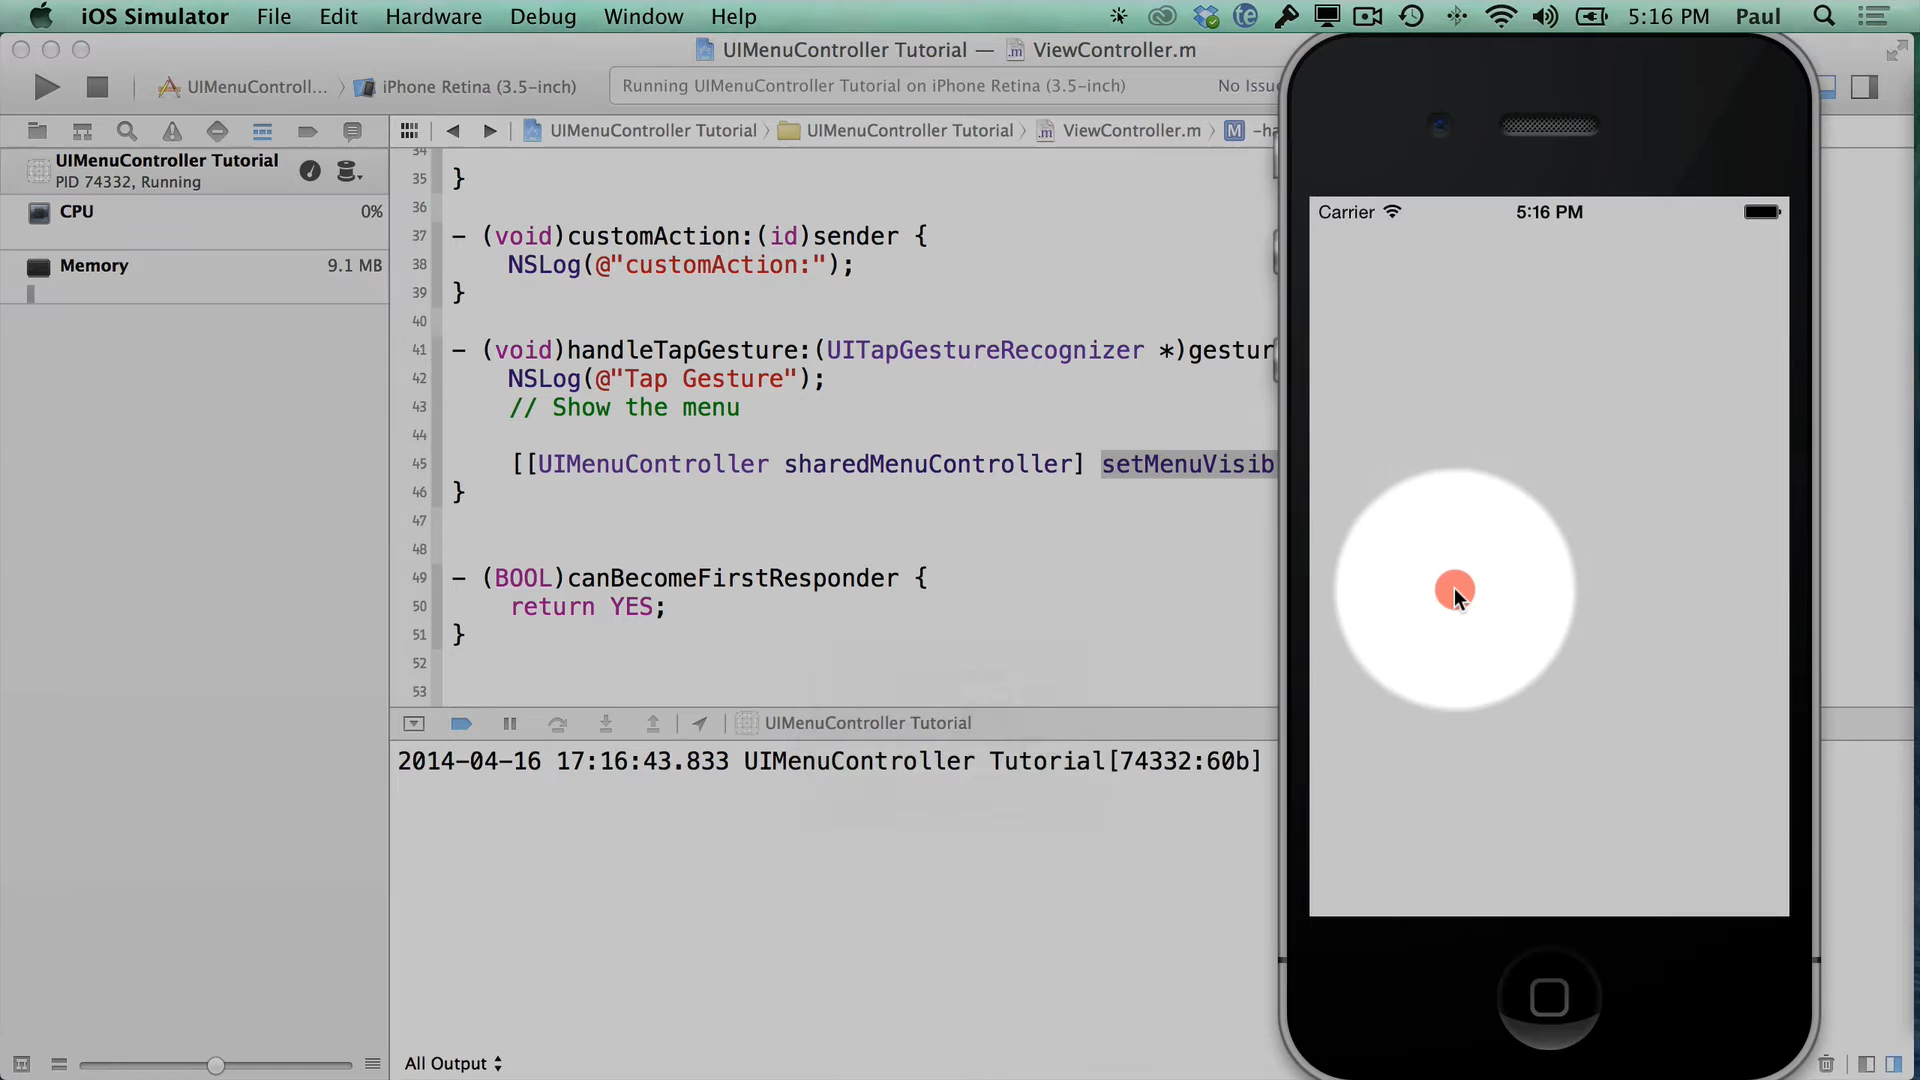 iOS Simulator File Edit Hardware Debug Window Help 5:16 PM Paul
UIMenuController Tutorial — ViewController.m
UIMenuControll... iPhone Retina (3.5-inch) Running UIMenuController Tutorial on iPhone Retina (3.5-inch) No Issu
UIMenuController Tutorial UIMenuController Tutorial ViewController.m M -ha
UIMenuController Tutorial
PID 74332, Running
CPU 0%
Memory 9.1 MB
34
35 }
36
37 - (void)customAction:(id)sender {
38 NSLog(@"customAction:");
39 }
40
41 - (void)handleTapGesture:(UITapGestureRecognizer *)gestur
42 NSLog(@"Tap Gesture");
43 // Show the menu
44
45 [[UIMenuController sharedMenuController] setMenuVisib
46 }
47
48
49 - (BOOL)canBecomeFirstResponder {
50 return YES;
51 }
52
53
UIMenuController Tutorial
2014-04-16 17:16:43.833 UIMenuController Tutorial[74332:60b]
All Output
Carrier 5:16 PM